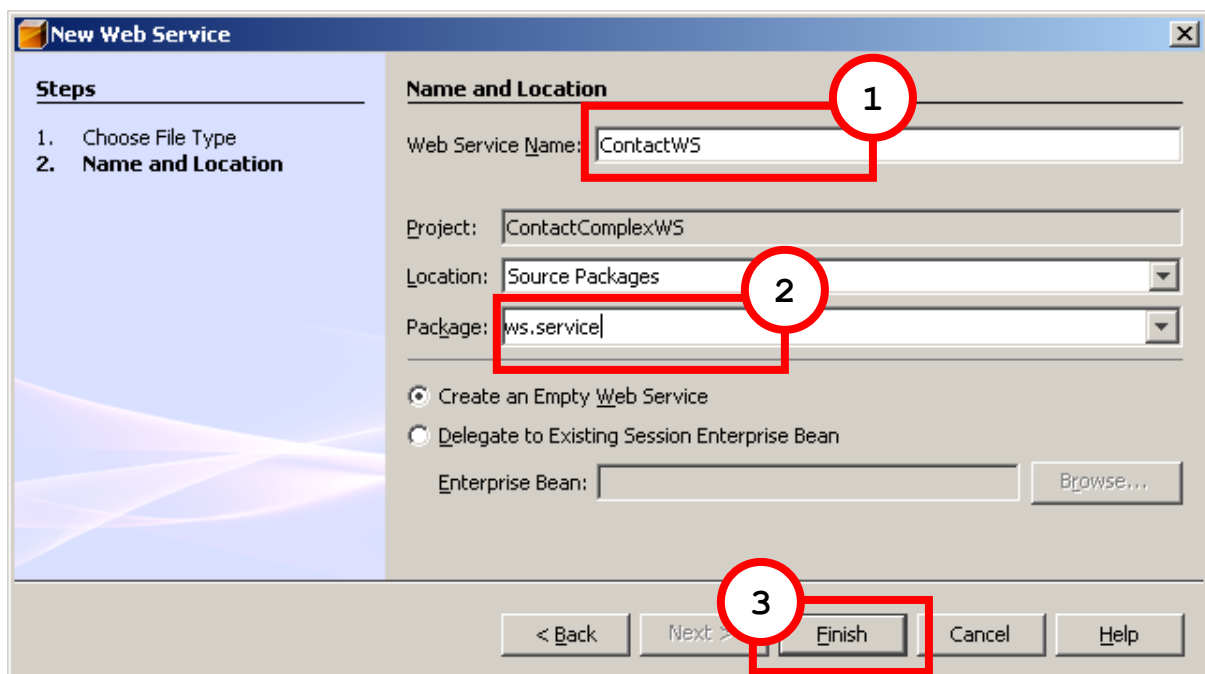 New Web Service
Steps
1. Choose File Type
2. Name and Location
Name and Location
1
Web Service Name: ContactWS
Project: ContactComplexWS
Location: Source Packages
2
Package: ws.service
Create an Empty Web Service
Delegate to Existing Session Enterprise Bean
Enterprise Bean: Browse...
3
< Back Next > Finish Cancel Help